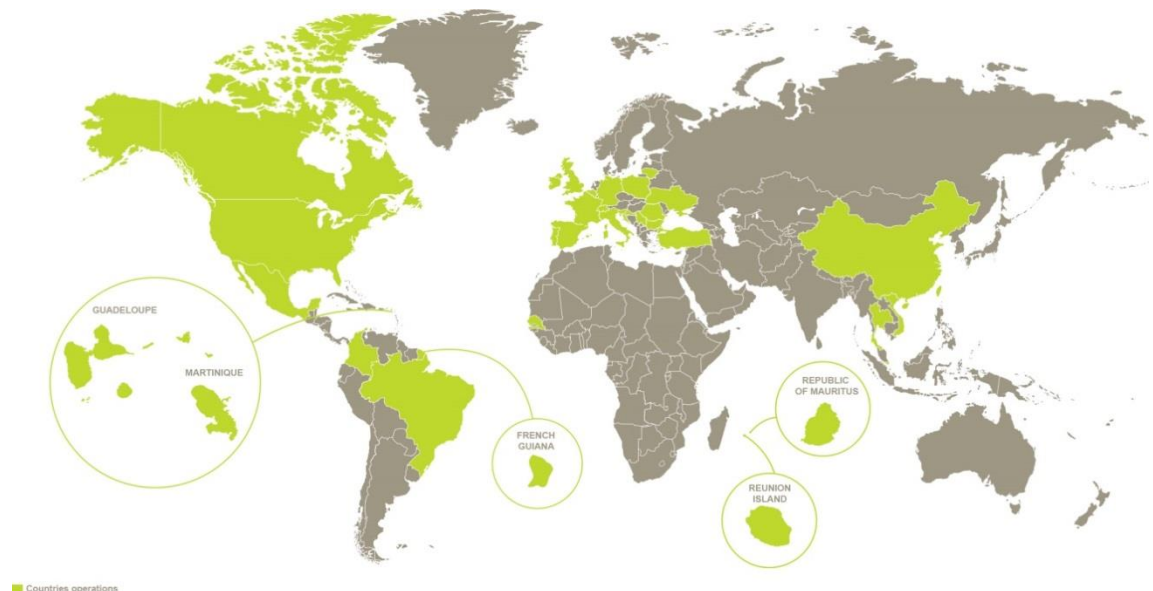 GUADELOUPE
MARTINIQUE
FRENCH
GUIANA
REPUBLIC
OF MAURITUS
REUNION
ISLAND
Countries operations